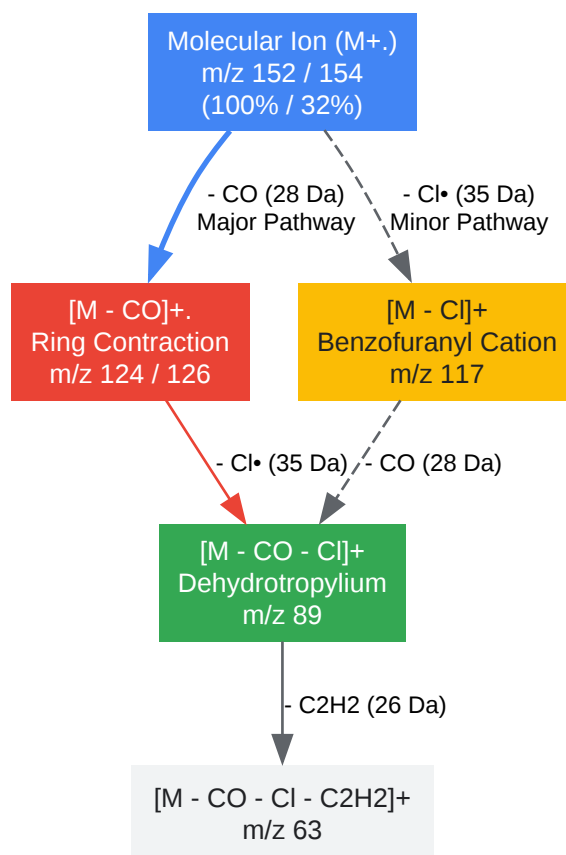 Molecular Ion (M+.)
m/z 152 / 154
(100% / 32%)
- CO (28 Da)
Major Pathway
- Cl• (35 Da)
Minor Pathway
[M - CO]+.
Ring Contraction
m/z 124 / 126
[M - Cl]+
Benzofuranyl Cation
m/z 117
- Cl• (35 Da)
- CO (28 Da)
[M - CO - Cl]+
Dehydrotropylium
m/z 89
- C2H2 (26 Da)
[M - CO - Cl - C2H2]+
m/z 63